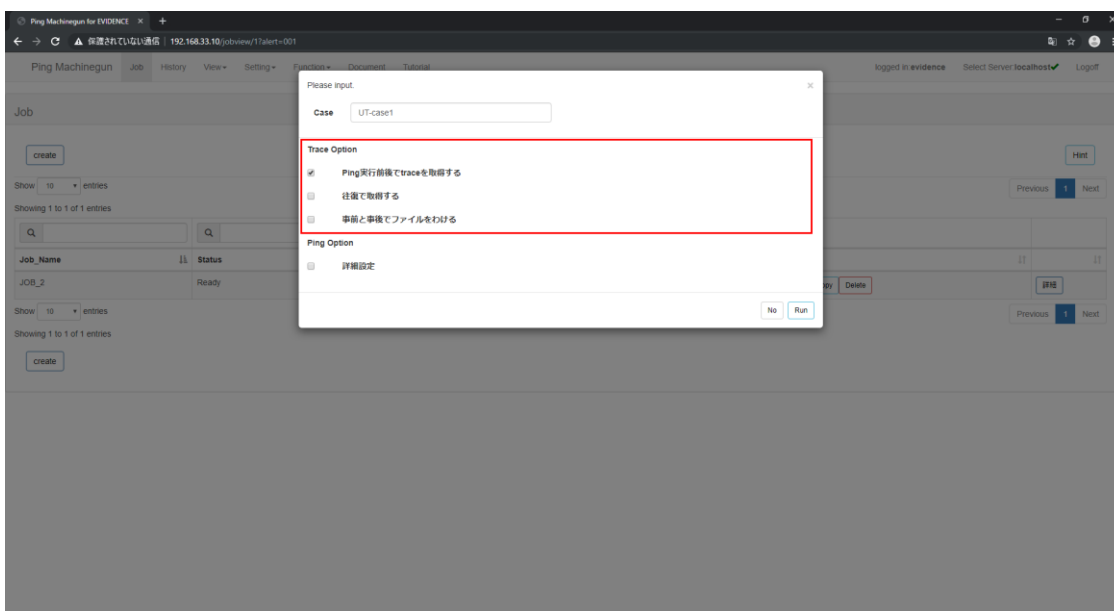 Ping Machinegun for EVIDENCE × +
保護されていない通信 | 192.168.33.10/jobview/1?alert=001
Ping Machinegun Job History View Setting Function Document Tutorial logged in:evidence Select Server:localhost Logoff
Please input. ×
Job
Case UT-case1
Trace Option
create Hint
Ping実行前後でtraceを取得する
Show 10 entries Previous 1 Next
往復で取得する
Showing 1 to 1 of 1 entries
事前と事後でファイルをわける
Ping Option
Job_Name Status
詳細設定
JOB_2 Ready Delete 詳細
Show 10 entries No Run Previous 1 Next
Showing 1 to 1 of 1 entries
create